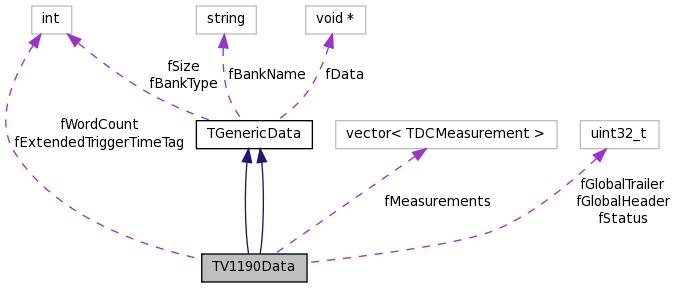 int
string
void *
fSize
fBankType
fBankName
fData
fWordCount
fExtendedTriggerTimeTag
TGenericData
vector< TDCMeasurement >
uint32_t
fMeasurements
fGlobalTrailer
fGlobalHeader
fStatus
TV1190Data